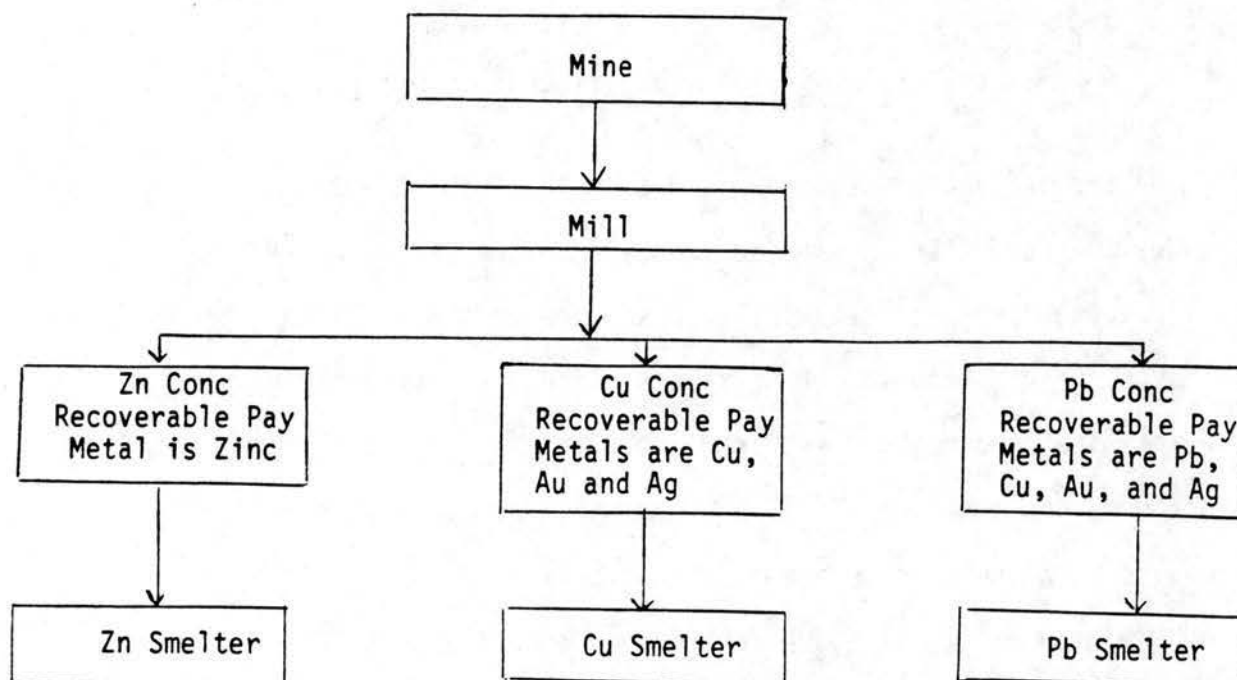 Mine
Mill
Zn Conc
Recoverable Pay
Metal is Zinc
Cu Conc
Recoverable Pay
Metals are Cu,
Au and Ag
Pb Conc
Recoverable Pay
Metals are Pb,
Cu, Au, and Ag
Zn Smelter
Cu Smelter
Pb Smelter